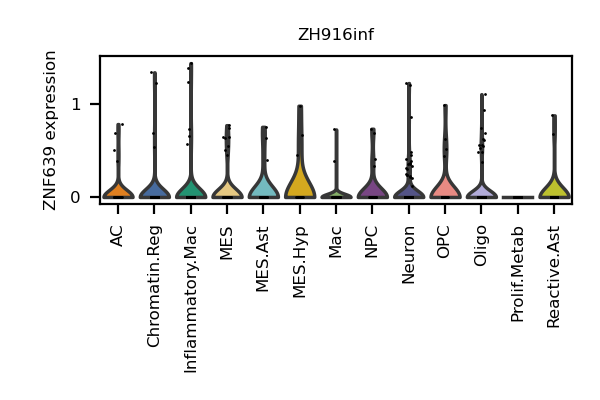 ZH916inf
ZNF639 expression
1
0
AC
Chromatin.Reg
Inflammatory.Mac
MES
MES.Ast
MES.Hyp
Mac
NPC
Neuron
OPC
Oligo
Prolif.Metab
Reactive.Ast